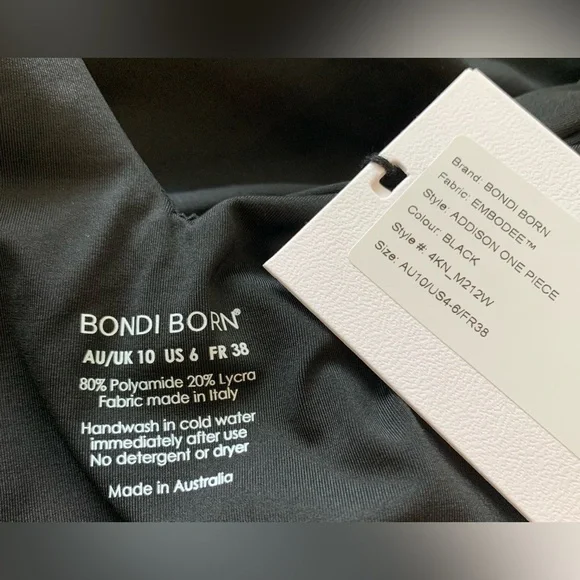 BONDI BORN®
AU/UK 10 US 6 FR 38
80% Polyamide 20% Lycra
Fabric made in Italy
Handwash in cold water
immediately after use
No detergent or dryer
Made in Australia
Brand: BONDI BORN
Fabric: EMBODEE™
Style: ADDISON ONE PIECE
Colour: BLACK
Style #: 4KN_M212W
Size: AU10/US4-6/FR38